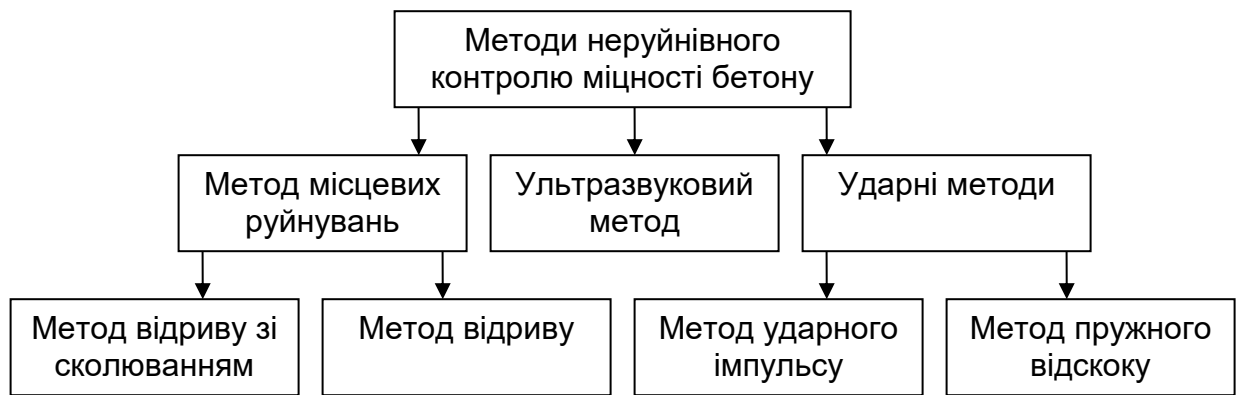 Методи неруйнівного
контролю міцності бетону
Метод місцевих
руйнувань
Ультразвуковий
метод
Ударні методи
Метод відриву зі
сколюванням
Метод відриву
Метод ударного
імпульсу
Метод пружного
відскоку